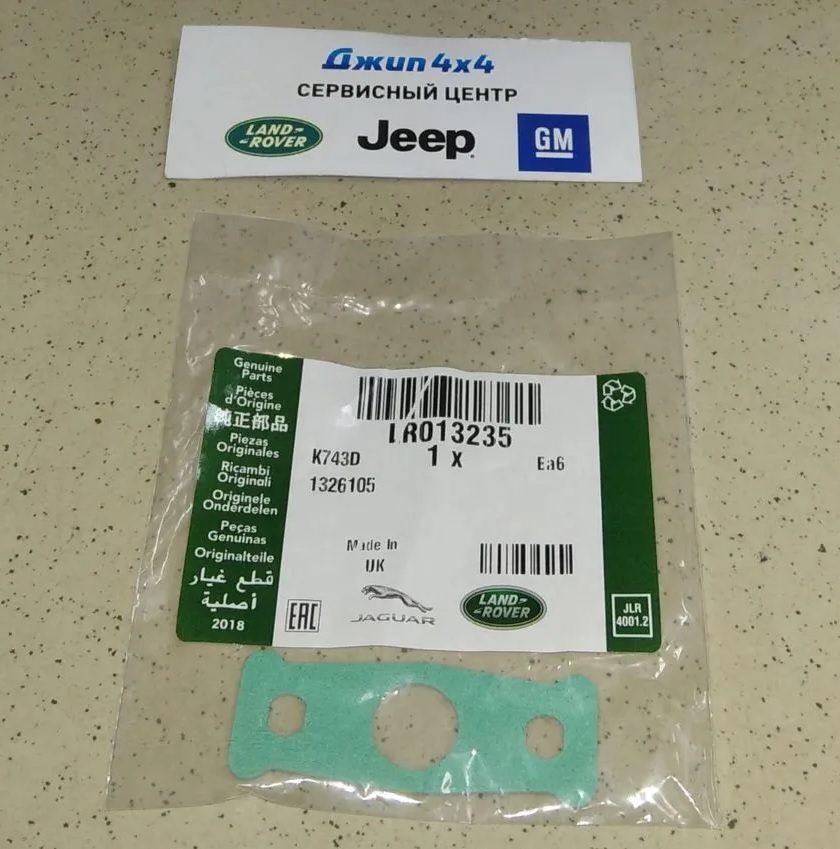 Джип 4x4
СЕРВИСНЫЙ ЦЕНТР
LAND-
-ROVER
Jeep
GM
Genuine
Parts
Pièces
d'Origine
純正部品
Piezas
Originales
Ricambi
Originali
Originele
Onderdelen
Peças
Genuínas
Originalteile
قطع غيار
أصلية
2018
LR013235
K743D
1 X
Ea6
1326105
Made In
UK
EAC
JAGUAR
LAND-
-ROVER
JLR
4001.2